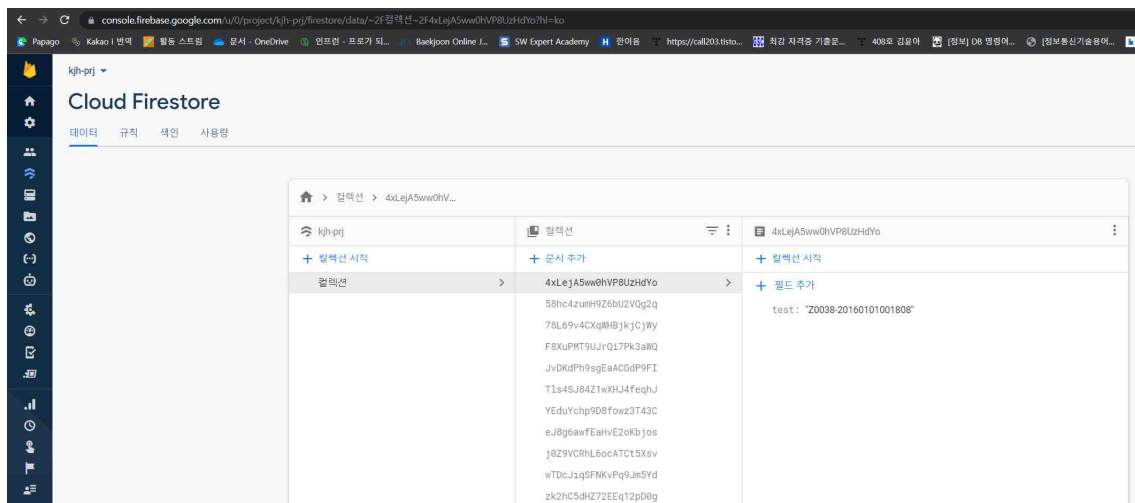 console.firebase.google.com/u/0/project/kjh-prj/firestore/data/~2F컬렉션~2F4xLejA5ww0hVP8UzHdYo?hl=ko
Papago Kakao i 번역 활동 스트림 문서 - OneDrive 인프런 - 프로가 되... Baekjoon Online J... SW Expert Academy 한이음 https://call203.tisto... 최강 자격증 기출문... 408호 김윤아 [정보] DB 명령어... [정보통신기술용어...
kjh-prj
Cloud Firestore
데이터 규칙 색인 사용량
컬렉션 > 4xLejA5ww0hV...
kjh-prj 컬렉션 4xLejA5ww0hVP8UzHdYo
+ 컬렉션 시작 + 문서 추가 + 컬렉션 시작
컬렉션 > 4xLejA5ww0hVP8UzHdYo > + 필드 추가
58hc4zumH9Z6bU2VQg2q
test: "Z0038-20160101001808"
78L69v4CXqWHBjkjCjWy
F8XuPMT9UJrQi7Pk3aWQ
JvDKdPh9sgEaACGdP9FI
Tls4SJ84Z1wXHJ4feqhJ
YEduYchp9D8fowz3T43C
eJ8g6awfEaHvE2oKbjos
j0Z9VCRhL6ocATCt5Xsv
wTDcJiqSFNKvPq9Jm5Yd
zk2hC5dHZ72EEq12pD0g